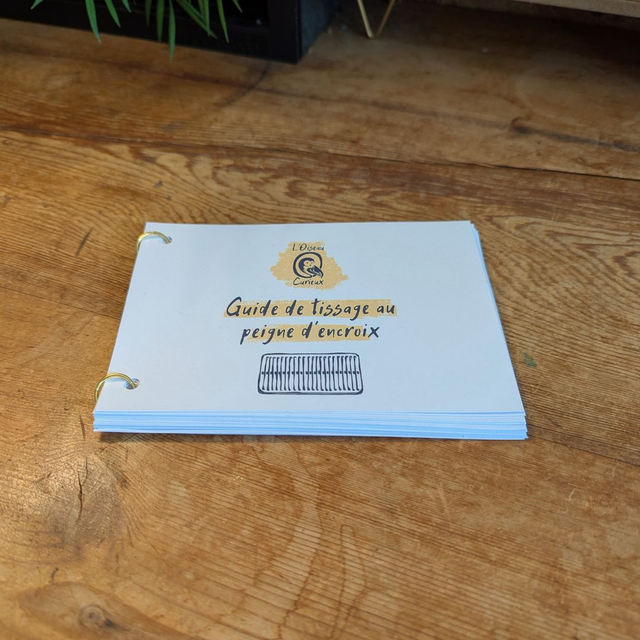 L'Oiseau
Curieux
Guide de tissage au
peigne d'encroix